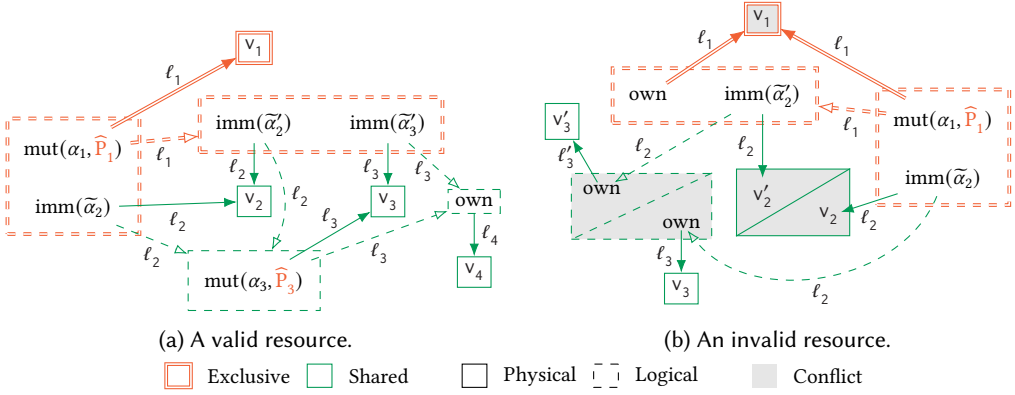 v₁
ℓ₁
imm(α̃₂′) imm(α̃₃′)
mut(α₁, P̂₁)
ℓ₁
ℓ₂ ℓ₂ ℓ₃ ℓ₃
imm(α̃₂)
ℓ₂
v₂ v₃ own
ℓ₂ ℓ₃ ℓ₃ ℓ₄
mut(α₃, P̂₃)
v₄
(a) A valid resource.
v₁
ℓ₁ ℓ₁
own imm(α̃₂′)
ℓ₁
mut(α₁, P̂₁)
v₃′
ℓ₃′ ℓ₂ ℓ₂
own
imm(α̃₂)
v₂′
v₂ ℓ₂
own
ℓ₃
ℓ₂
v₃
(b) An invalid resource.
Exclusive Shared Physical Logical Conflict